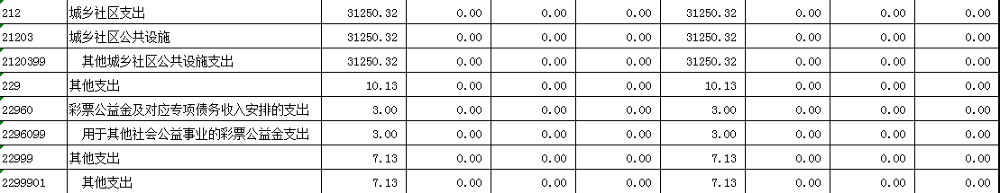 212 城乡社区支出 31250.32 0.00 0.00 0.00 31250.32 0.00 0.00 0.00
21203 城乡社区公共设施 31250.32 0.00 0.00 0.00 31250.32 0.00 0.00 0.00
2120399 其他城乡社区公共设施支出 31250.32 0.00 0.00 0.00 31250.32 0.00 0.00 0.00
229 其他支出 10.13 0.00 0.00 0.00 10.13 0.00 0.00 0.00
22960 彩票公益金及对应专项债务收入安排的支出 3.00 0.00 0.00 0.00 3.00 0.00 0.00 0.00
2296099 用于其他社会公益事业的彩票公益金支出 3.00 0.00 0.00 0.00 3.00 0.00 0.00 0.00
22999 其他支出 7.13 0.00 0.00 0.00 7.13 0.00 0.00 0.00
2299901 其他支出 7.13 0.00 0.00 0.00 7.13 0.00 0.00 0.00